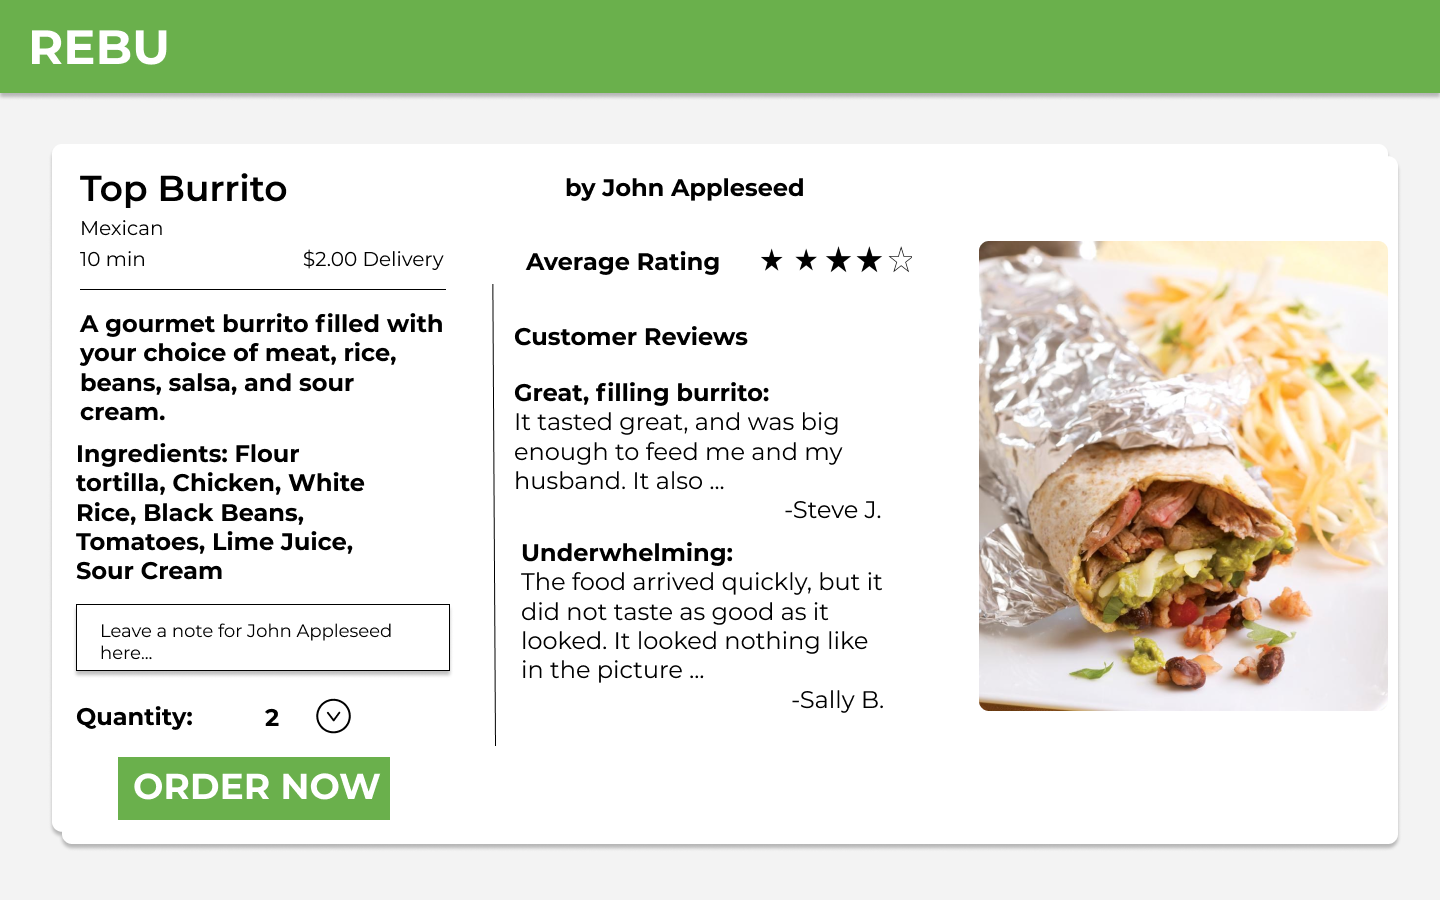 REBU
Top Burrito
by John Appleseed
Mexican
10 min
$2.00 Delivery
Average Rating
A gourmet burrito filled with
your choice of meat, rice,
beans, salsa, and sour
cream.
Ingredients: Flour
tortilla, Chicken, White
Rice, Black Beans,
Tomatoes, Lime Juice,
Sour Cream
Leave a note for John Appleseed
here...
Quantity:
2
ORDER NOW
Customer Reviews
Great, filling burrito:
It tasted great, and was big
enough to feed me and my
husband. It also ...
-Steve J.
Underwhelming:
The food arrived quickly, but it
did not taste as good as it
looked. It looked nothing like
in the picture ...
-Sally B.